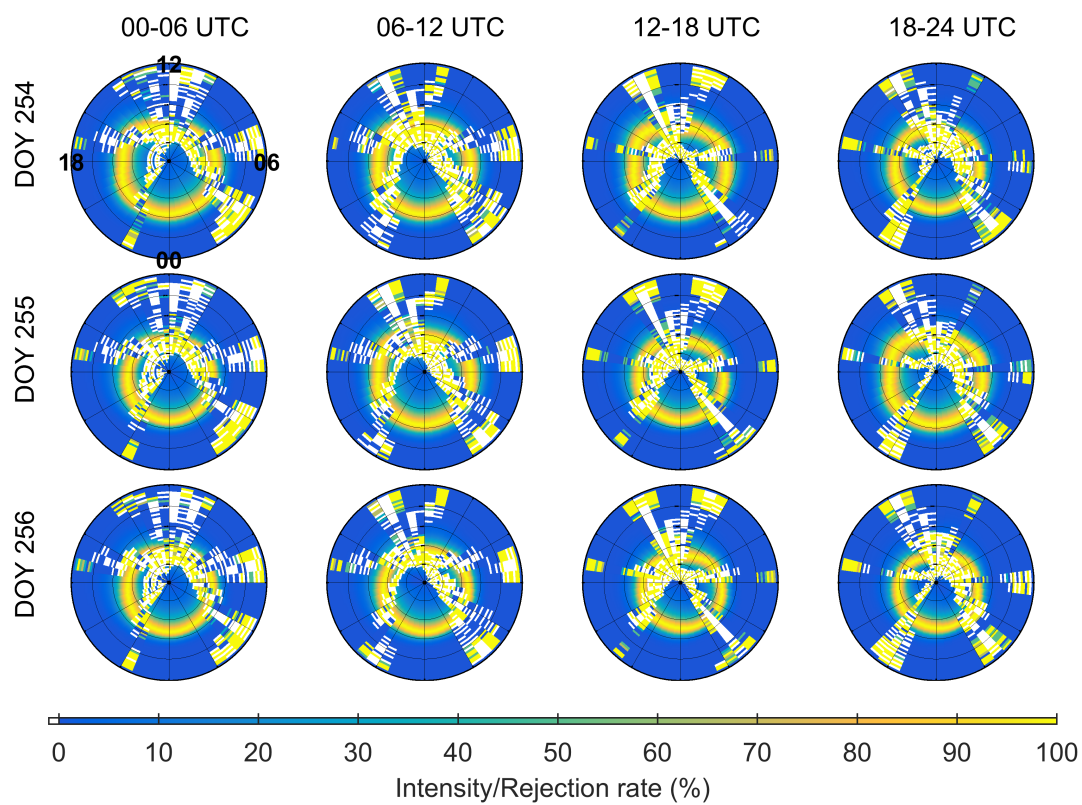 00-06 UTC 06-12 UTC 12-18 UTC 18-24 UTC
DOY 254
12
18 06
00
DOY 255
DOY 256
0 10 20 30 40 50 60 70 80 90 100
Intensity/Rejection rate (%)